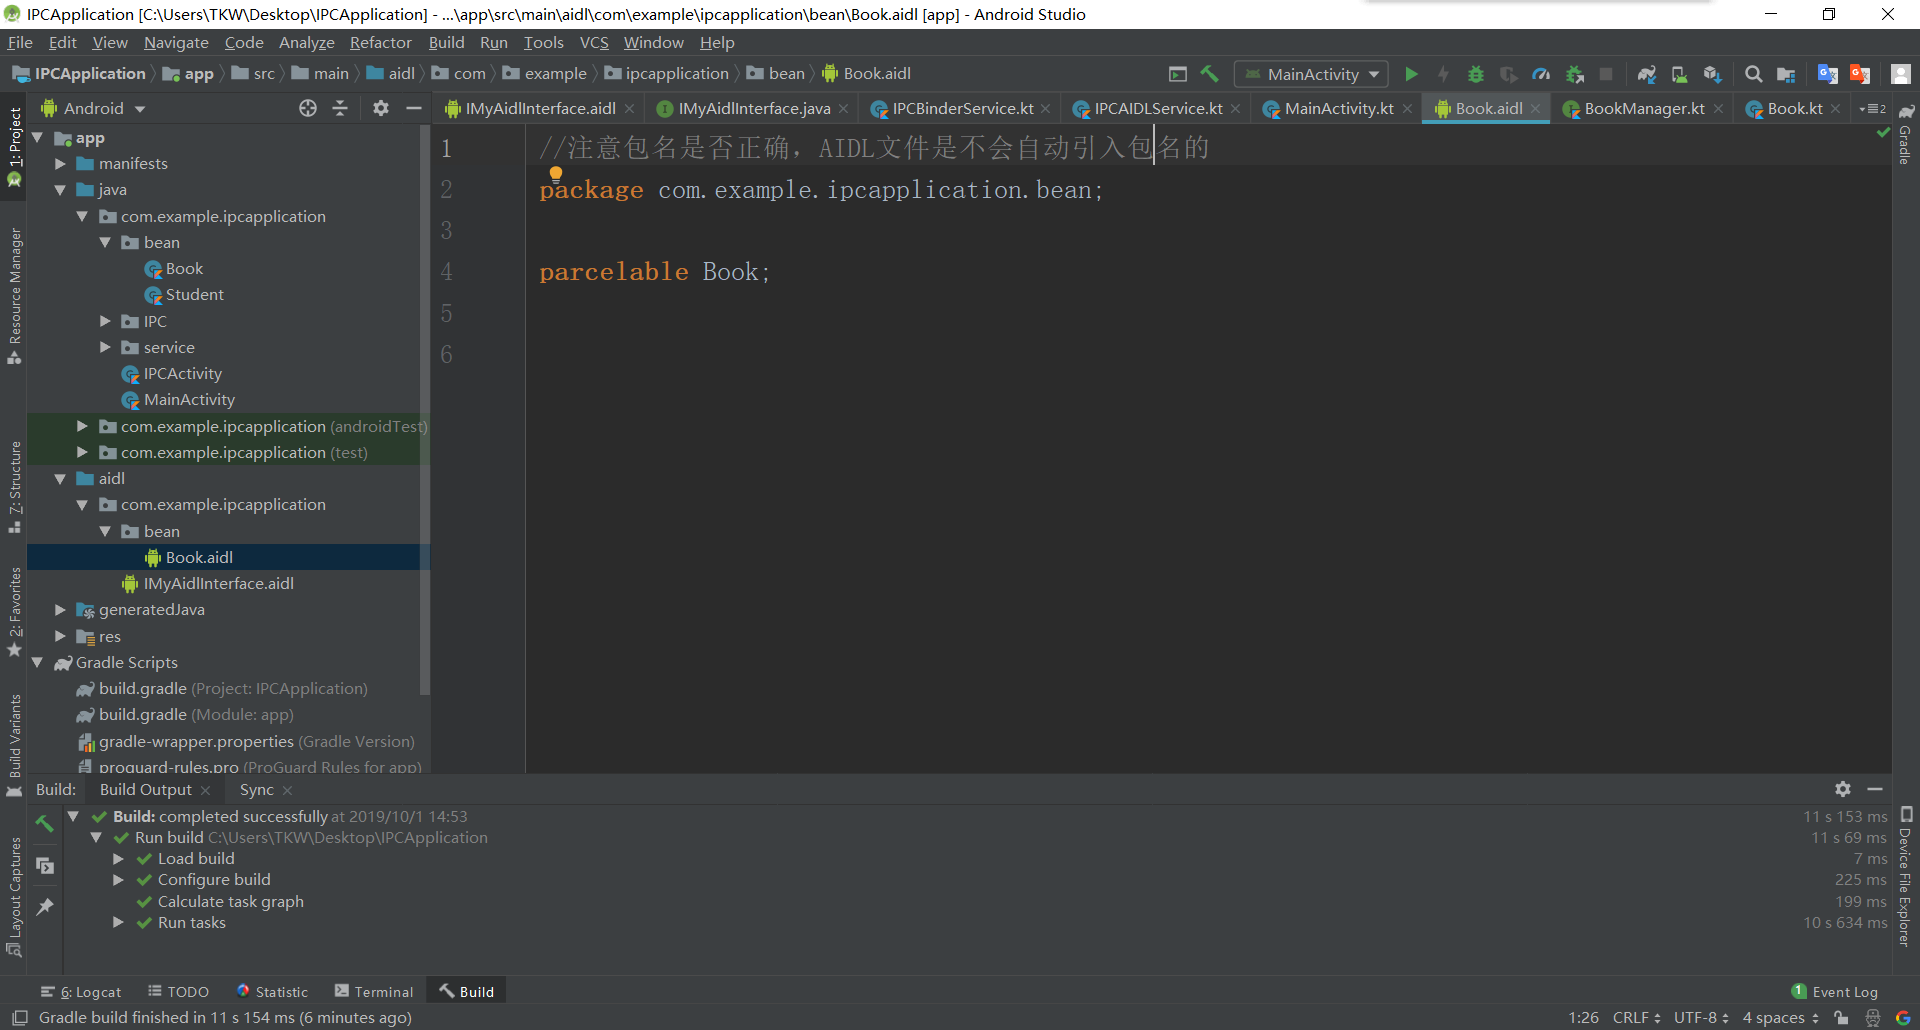 IPCApplication [C:\Users\TKW\Desktop\IPCApplication] - ...\app\src\main\aidl\com\example\ipcapplication\bean\Book.aidl [app] - Android Studio
File Edit View Navigate Code Analyze Refactor Build Run Tools VCS Window Help
IPCApplication app src main aidl com example ipcapplication bean Book.aidl
MainActivity
1: Project
Resource Manager
7: Structure
2: Favorites
Build Variants
Layout Captures
Android
app
manifests
java
com.example.ipcapplication
bean
Book
Student
IPC
service
IPCActivity
MainActivity
com.example.ipcapplication (androidTest)
com.example.ipcapplication (test)
aidl
com.example.ipcapplication
bean
Book.aidl
IMyAidlInterface.aidl
generatedJava
res
Gradle Scripts
build.gradle (Project: IPCApplication)
build.gradle (Module: app)
gradle-wrapper.properties (Gradle Version)
proguard-rules.pro (ProGuard Rules for app)
IMyAidlInterface.aidl IMyAidlInterface.java IPCBinderService.kt IPCAIDLService.kt MainActivity.kt Book.aidl BookManager.kt Book.kt 2
1 //注意包名是否正确，AIDL文件是不会自动引入包名的
2 package com.example.ipcapplication.bean;
3
4 parcelable Book;
5
6
Gradle
Device File Explorer
Build: Build Output Sync
Build: completed successfully at 2019/10/1 14:53 11 s 153 ms
Run build C:\Users\TKW\Desktop\IPCApplication 11 s 69 ms
Load build 7 ms
Configure build 225 ms
Calculate task graph 199 ms
Run tasks 10 s 634 ms
6: Logcat TODO Statistic Terminal Build 1 Event Log
Gradle build finished in 11 s 154 ms (6 minutes ago) 1:26 CRLF UTF-8 4 spaces